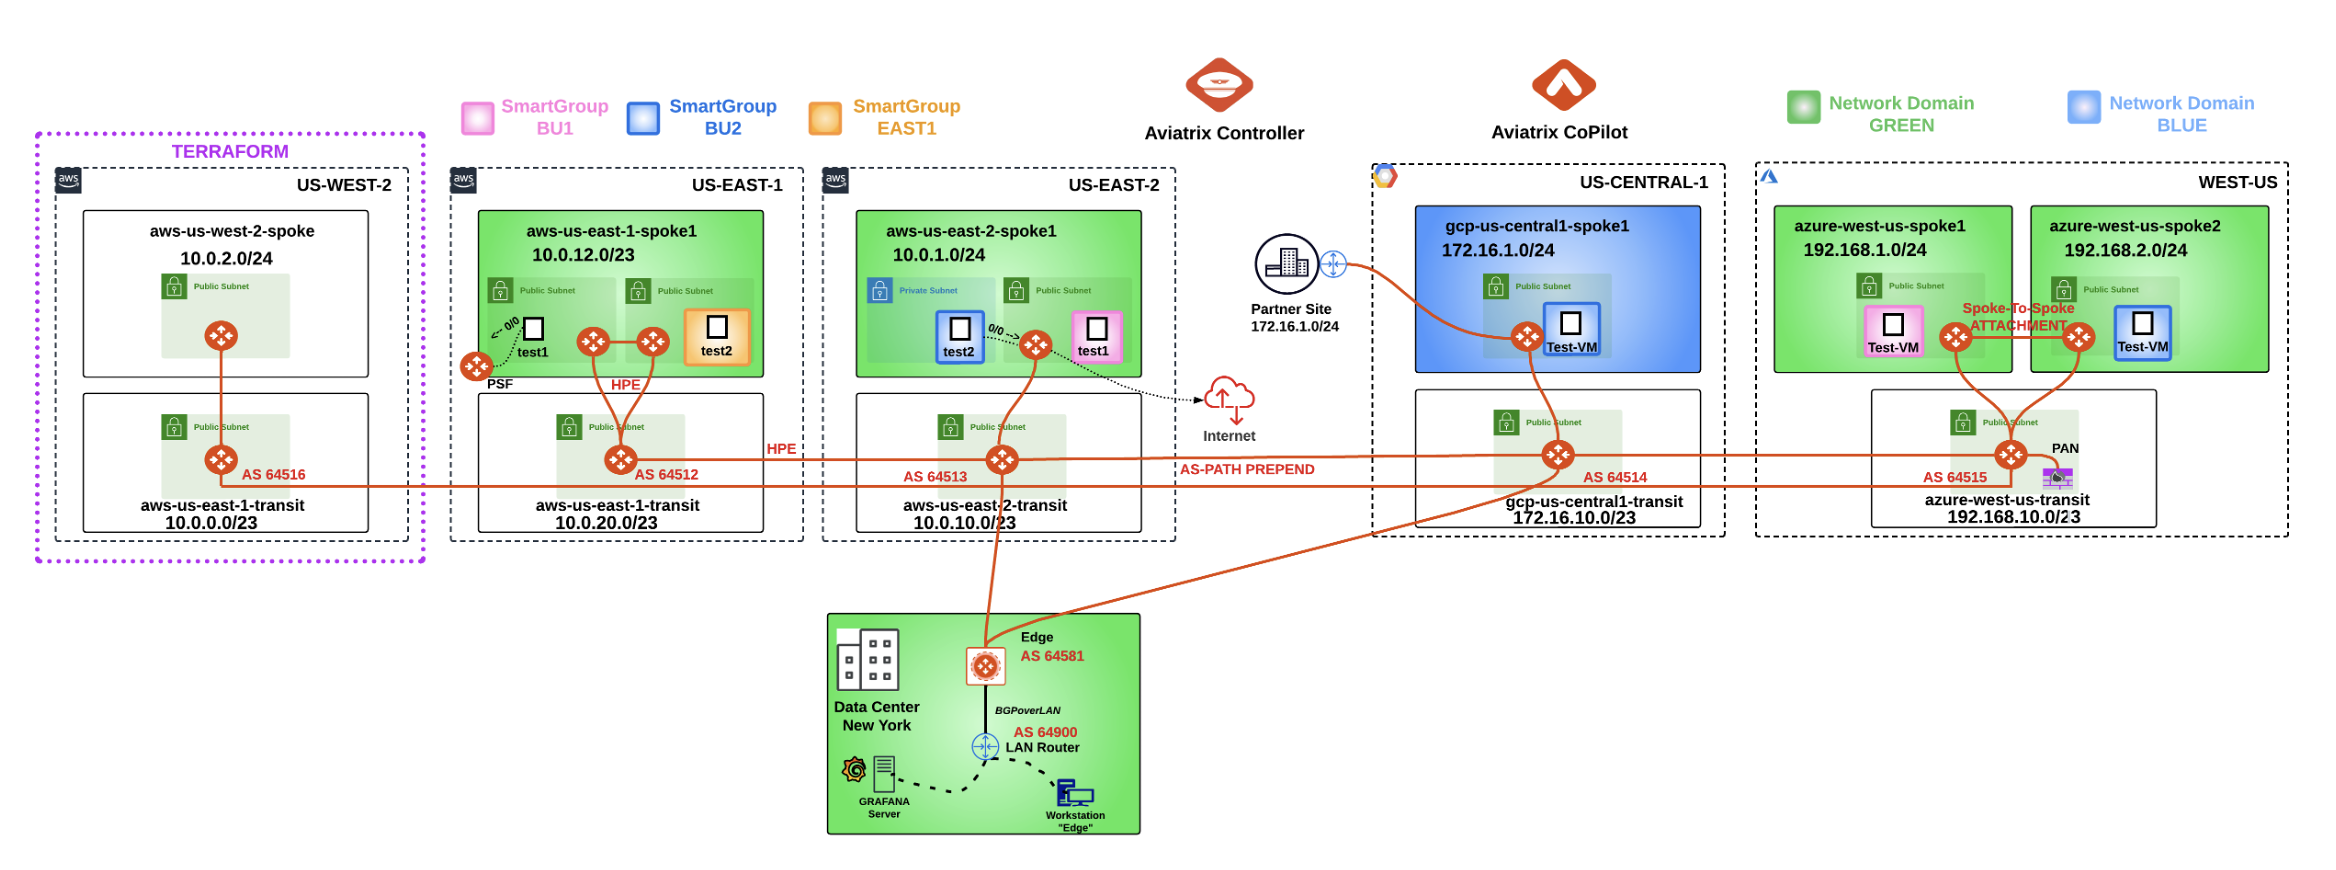 SmartGroup
BU1
SmartGroup
BU2
SmartGroup
EAST1
Aviatrix Controller
Aviatrix CoPilot
Network Domain
GREEN
Network Domain
BLUE
TERRAFORM
aws
US-WEST-2
aws-us-west-2-spoke
10.0.2.0/24
Public Subnet
Public Subnet
AS 64516
aws-us-east-1-transit
10.0.0.0/23
aws
US-EAST-1
aws-us-east-1-spoke1
10.0.12.0/23
Public Subnet
Public Subnet
0/0
test1
test2
PSF
HPE
Public Subnet
AS 64512
aws-us-east-1-transit
10.0.20.0/23
HPE
aws
US-EAST-2
aws-us-east-2-spoke1
10.0.1.0/24
Private Subnet
Public Subnet
test2
0/0
test1
Public Subnet
AS 64513
aws-us-east-2-transit
10.0.10.0/23
Internet
AS-PATH PREPEND
Partner Site
172.16.1.0/24
US-CENTRAL-1
gcp-us-central1-spoke1
172.16.1.0/24
Public Subnet
Test-VM
Public Subnet
AS 64514
gcp-us-central1-transit
172.16.10.0/23
WEST-US
azure-west-us-spoke1
192.168.1.0/24
Public Subnet
Test-VM
azure-west-us-spoke2
192.168.2.0/24
Public Subnet
Test-VM
Spoke-To-Spoke
ATTACHMENT
Public Subnet
PAN
AS 64515
azure-west-us-transit
192.168.10.0/23
Edge
AS 64581
Data Center
New York
BGPoverLAN
AS 64900
LAN Router
GRAFANA
Server
Workstation
"Edge"